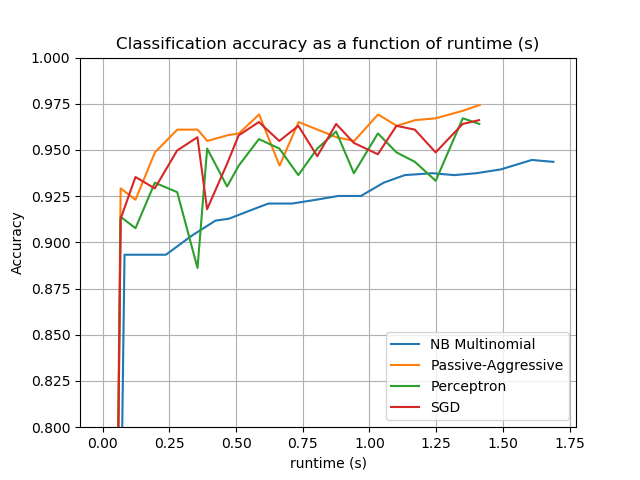 Classification accuracy as a function of runtime (s)
1.000
0.975
0.950
0.925
0.900
0.875
0.850
0.825
0.800
Accuracy
NB Multinomial
Passive-Aggressive
Perceptron
SGD
0.00 0.25 0.50 0.75 1.00 1.25 1.50 1.75
runtime (s)